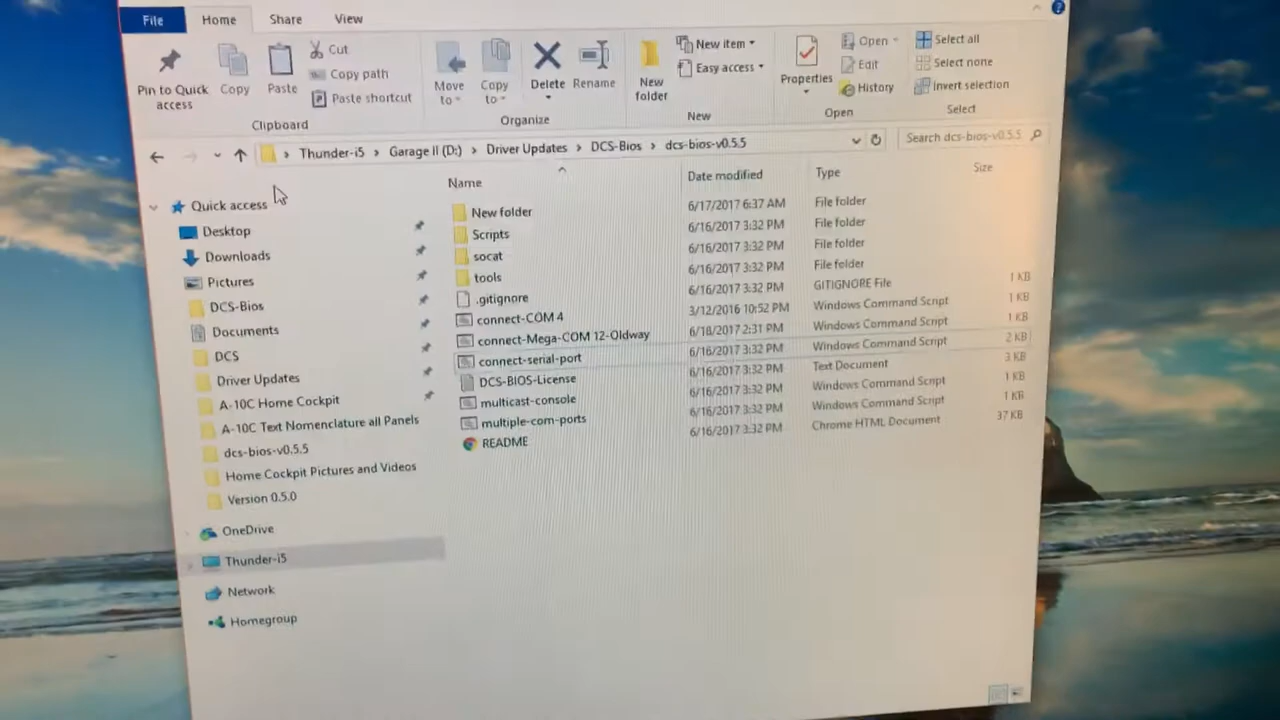 File Home Share View
Pin to Quick access
Copy
Paste
Cut
Copy path
Paste shortcut
Clipboard
Move to
Copy to
Delete
Rename
Organize
New folder
New item
Easy access
New
Properties
Open
Edit
History
Open
Select all
Select none
Invert selection
Select
Thunder-i5 > Garage II (D:) > Driver Updates > DCS-Bios > dcs-bios-v0.5.5
Search dcs-bios-v0.5.5
Quick access
Desktop
Downloads
Pictures
DCS-Bios
Documents
DCS
Driver Updates
A-10C Home Cockpit
A-10C Text Nomenclature all Panels
dcs-bios-v0.5.5
Home Cockpit Pictures and Videos
Version 0.5.0
OneDrive
Thunder-i5
Network
Homegroup
Name Date modified Type Size
New folder 6/17/2017 6:37 AM File folder
Scripts 6/16/2017 3:32 PM File folder
socat 6/16/2017 3:32 PM File folder
tools 6/16/2017 3:32 PM File folder
.gitignore 6/16/2017 3:32 PM GITIGNORE File 1 KB
connect-COM 4 3/12/2016 10:52 PM Windows Command Script 1 KB
connect-Mega-COM 12-Oldway 6/18/2017 2:31 PM Windows Command Script 1 KB
connect-serial-port 6/16/2017 3:32 PM Windows Command Script 2 KB
DCS-BIOS-License 6/16/2017 3:32 PM Text Document 3 KB
multicast-console 6/16/2017 3:32 PM Windows Command Script 1 KB
multiple-com-ports 6/16/2017 3:32 PM Windows Command Script 1 KB
README 6/16/2017 3:32 PM Chrome HTML Document 37 KB